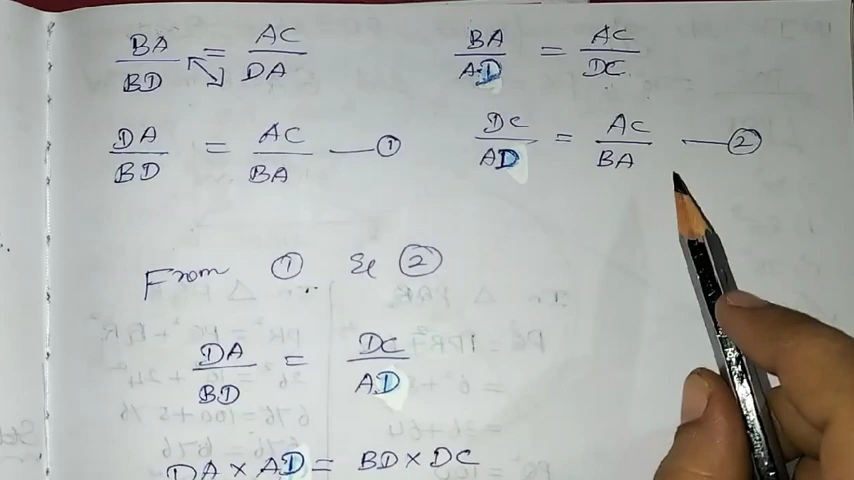 BA/BD = AC/DA    BA/AD = AC/DC
DA/BD = AC/BA —①    DC/AD = AC/BA —②
From ① & ②
DA/BD = DC/AD
DA × AD = BD × DC